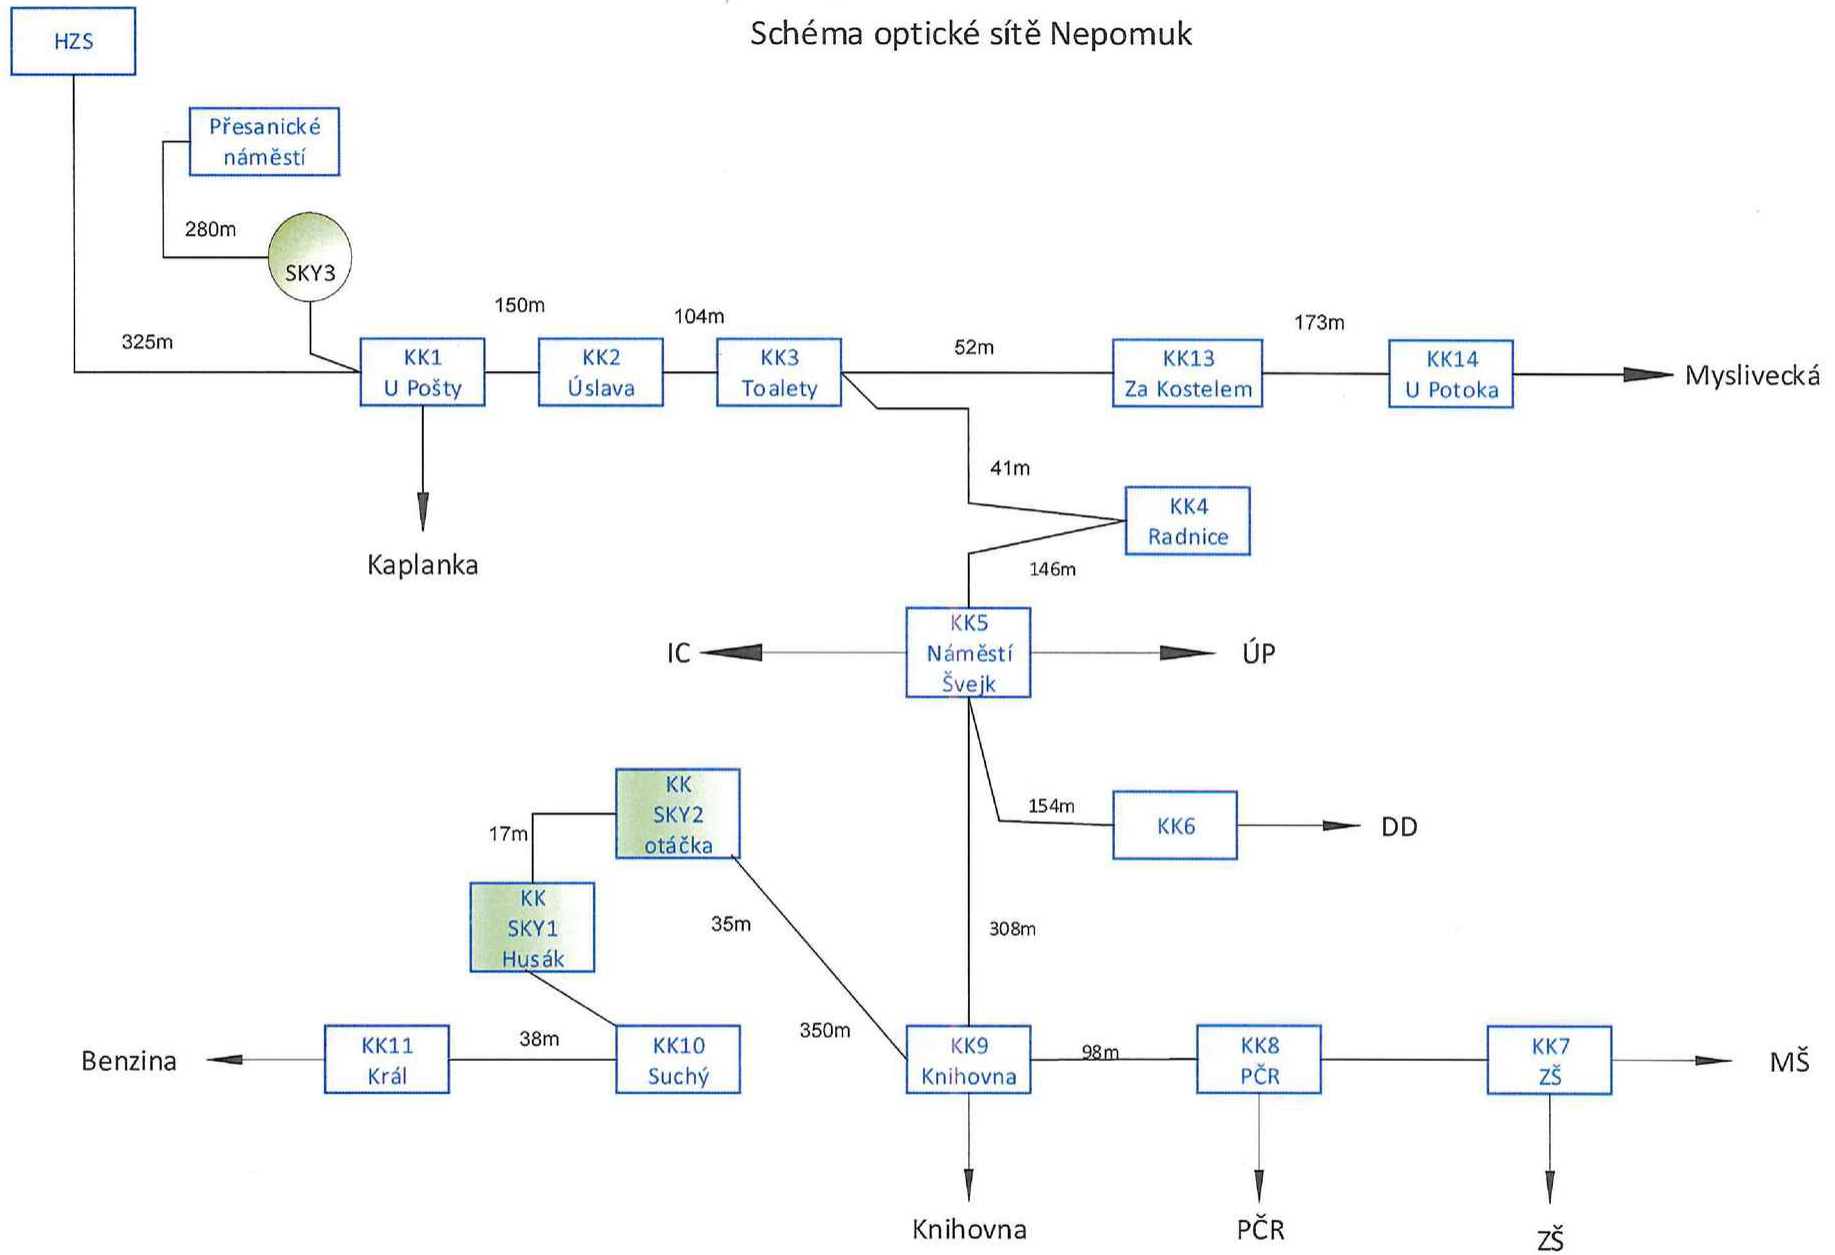 Schéma optické sítě Nepomuk
HZS
Přesanické
náměstí
280m
SKY3
325m
150m
104m
52m
173m
KK1
U Pošty
KK2
Úslava
KK3
Toalety
KK13
Za Kostelem
KK14
U Potoka
Myslivecká
41m
KK4
Radnice
Kaplanka
146m
KK5
Náměstí
Švejk
IC
ÚP
KK
SKY2
otáčka
17m
154m
KK6
DD
KK
SKY1
Husák
35m
308m
350m
38m
98m
Benzina
KK11
Král
KK10
Suchý
KK9
Knihovna
KK8
PČR
KK7
ZŠ
MŠ
Knihovna
PČR
ZŠ